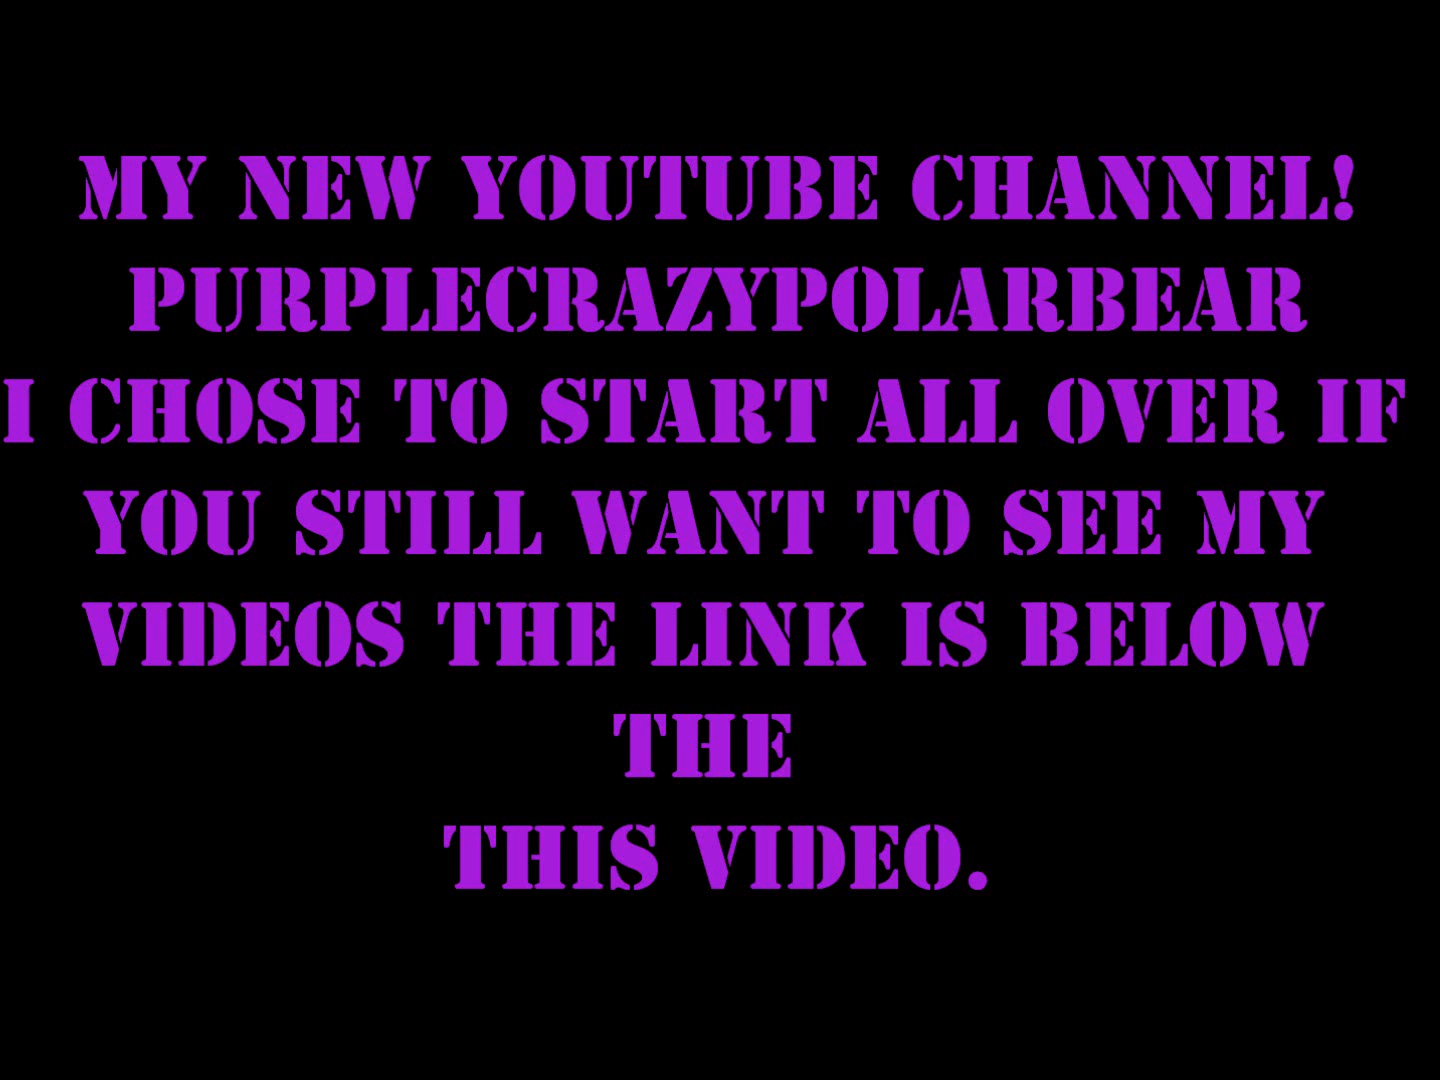 MY NEW YOUTUBE CHANNEL!
PURPLECRAZYPOLARBEAR
I CHOSE TO START ALL OVER IF
YOU STILL WANT TO SEE MY
VIDEOS THE LINK IS BELOW
THE
THIS VIDEO.